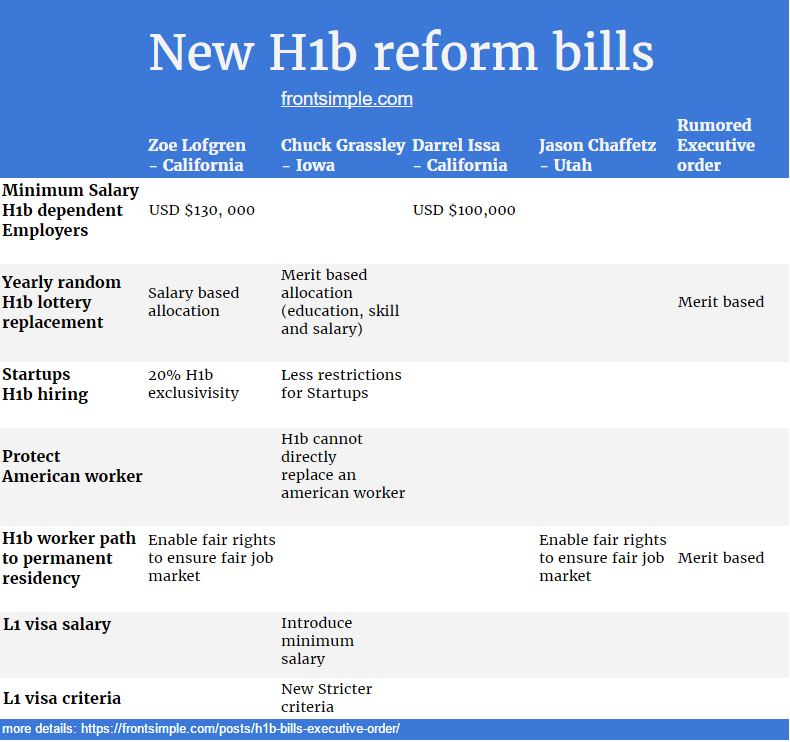 New H1b reform bills
frontsimple.com
Zoe Lofgren
– California
Chuck Grassley
– Iowa
Darrel Issa
– California
Jason Chaffetz
– Utah
Rumored
Executive
order
Minimum Salary
H1b dependent
Employers
USD $130, 000
USD $100,000
Yearly random
H1b lottery
replacement
Salary based
allocation
Merit based
allocation
(education, skill
and salary)
Merit based
Startups
H1b hiring
20% H1b
exclusivisity
Less restrictions
for Startups
Protect
American worker
H1b cannot
directly
replace an
american worker
H1b worker path
to permanent
residency
Enable fair rights
to ensure fair job
market
Enable fair rights
to ensure fair job
market
Merit based
L1 visa salary
Introduce
minimum
salary
L1 visa criteria
New Stricter
criteria
more details: https://frontsimple.com/posts/h1b-bills-executive-order/